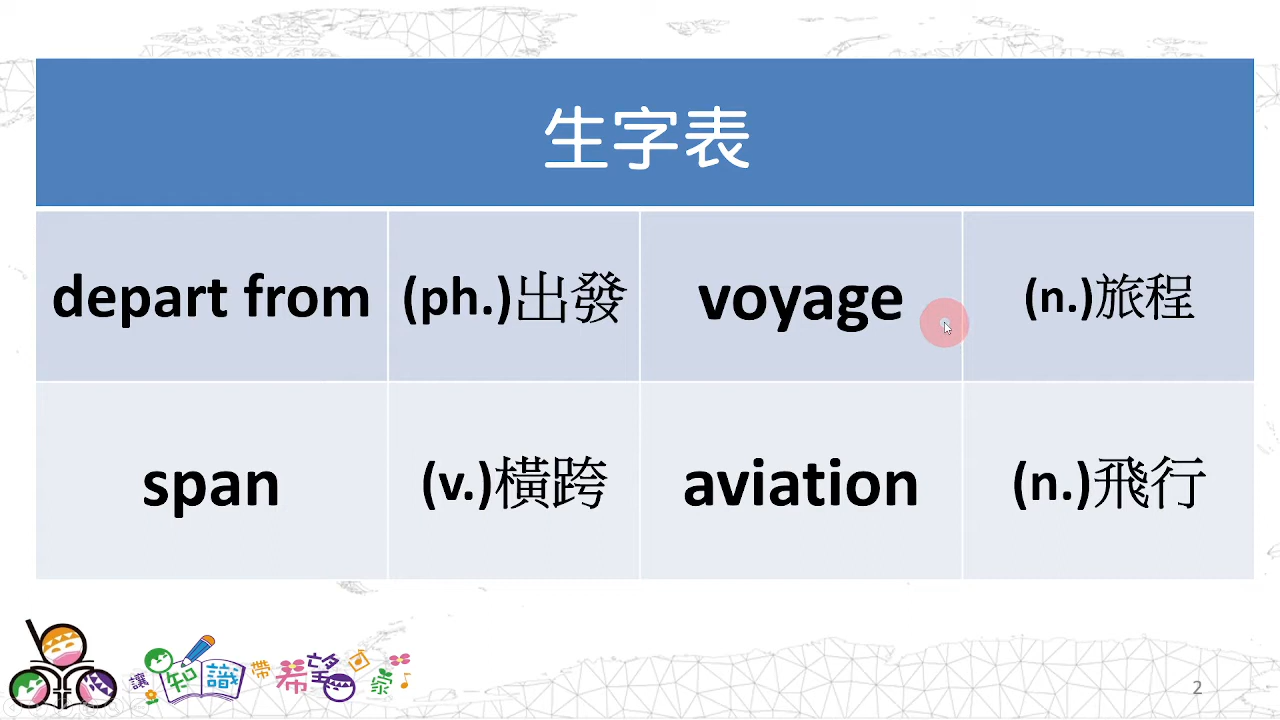 生字表
depart from (ph.)出發 voyage (n.)旅程
span (v.)橫跨 aviation (n.)飛行
讓知識帶希望回家
2